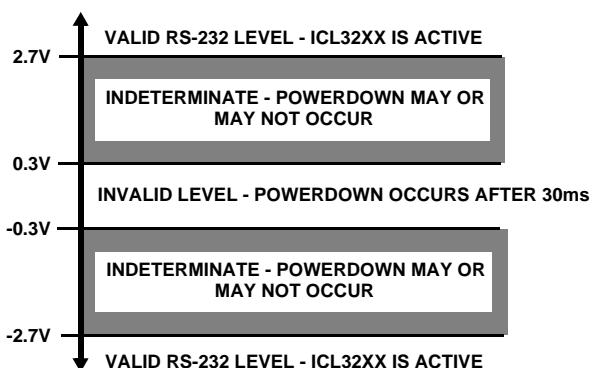 VALID RS-232 LEVEL - ICL32XX IS ACTIVE
2.7V
INDETERMINATE - POWERDOWN MAY OR
MAY NOT OCCUR
0.3V
INVALID LEVEL - POWERDOWN OCCURS AFTER 30ms
-0.3V
INDETERMINATE - POWERDOWN MAY OR
MAY NOT OCCUR
-2.7V
VALID RS-232 LEVEL - ICL32XX IS ACTIVE